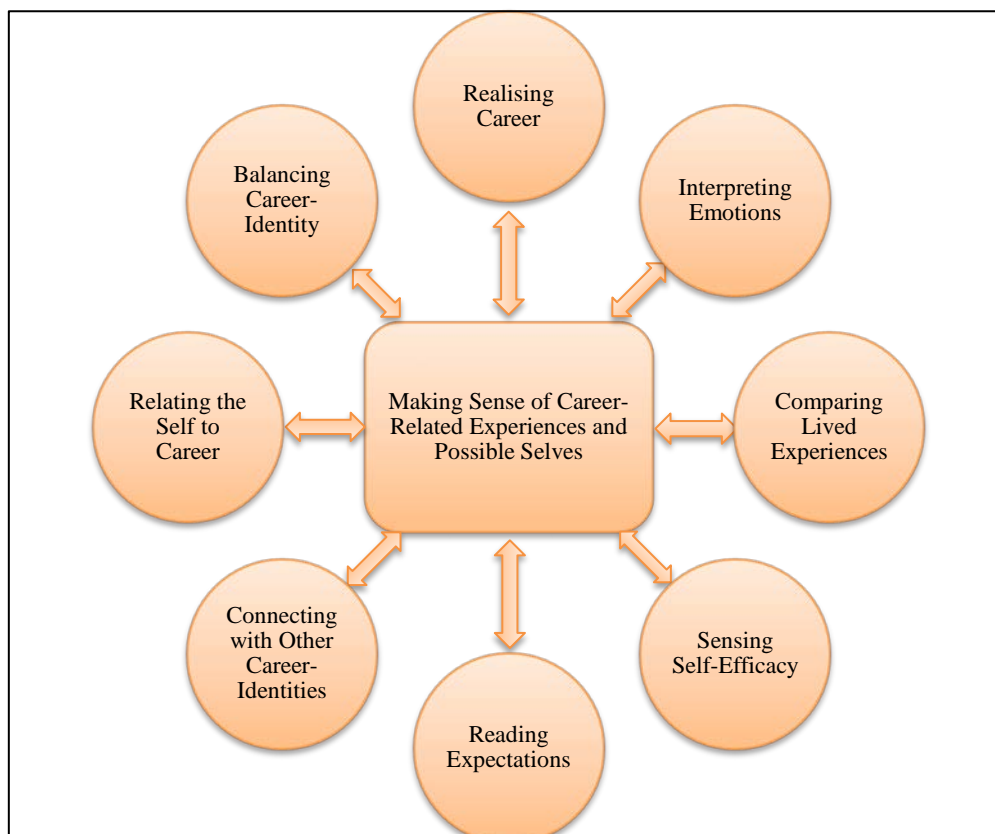 Realising
Career
Interpreting
Emotions
Comparing
Lived
Experiences
Sensing
Self-Efficacy
Reading
Expectations
Connecting
with Other
Career-
Identities
Relating the
Self to
Career
Balancing
Career-
Identity
Making Sense of Career-
Related Experiences and
Possible Selves